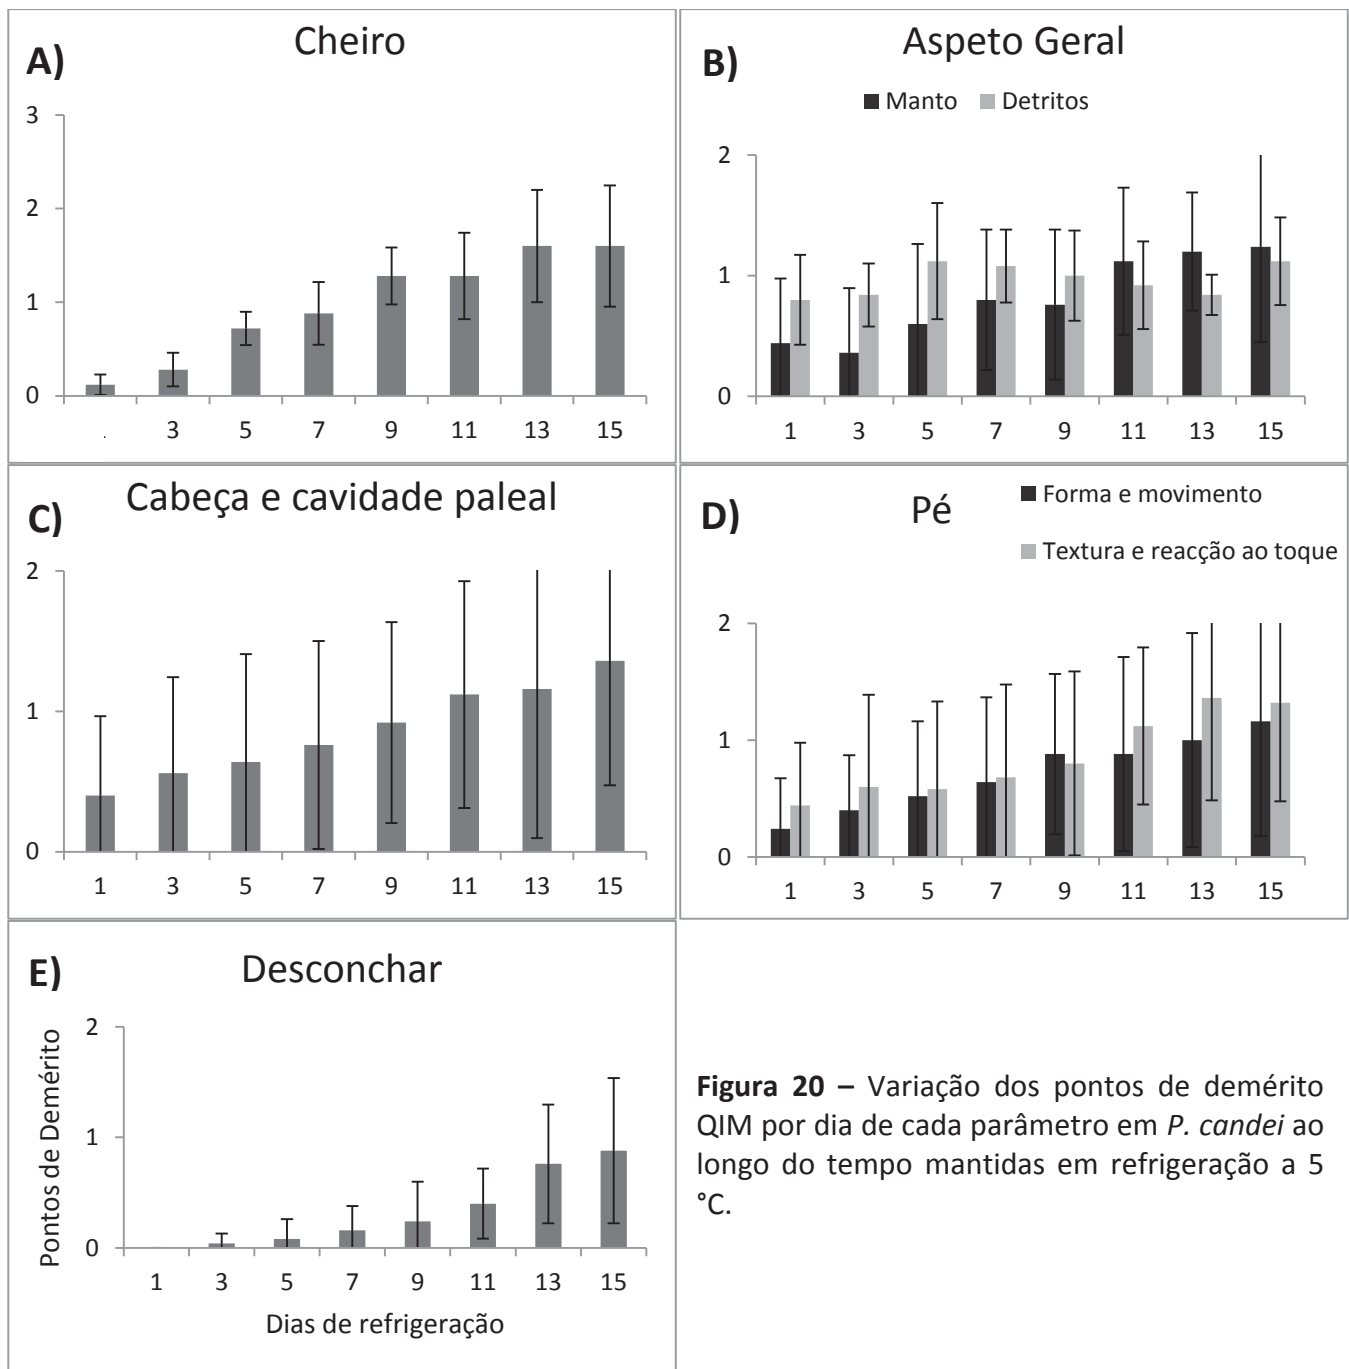 A)
Cheiro
3
2
1
0
3 5 7 9 11 13 15
B)
Aspeto Geral
Manto Detritos
2
1
0
1 3 5 7 9 11 13 15
C)
Cabeça e cavidade paleal
2
1
0
1 3 5 7 9 11 13 15
D)
Pé
Forma e movimento
Textura e reacção ao toque
2
1
0
1 3 5 7 9 11 13 15
E)
Desconchar
Pontos de Demérito
2
1
0
1 3 5 7 9 11 13 15
Dias de refrigeração
Figura 20 – Variação dos pontos de demérito
QIM por dia de cada parâmetro em P. candei ao
longo do tempo mantidas em refrigeração a 5
°C.